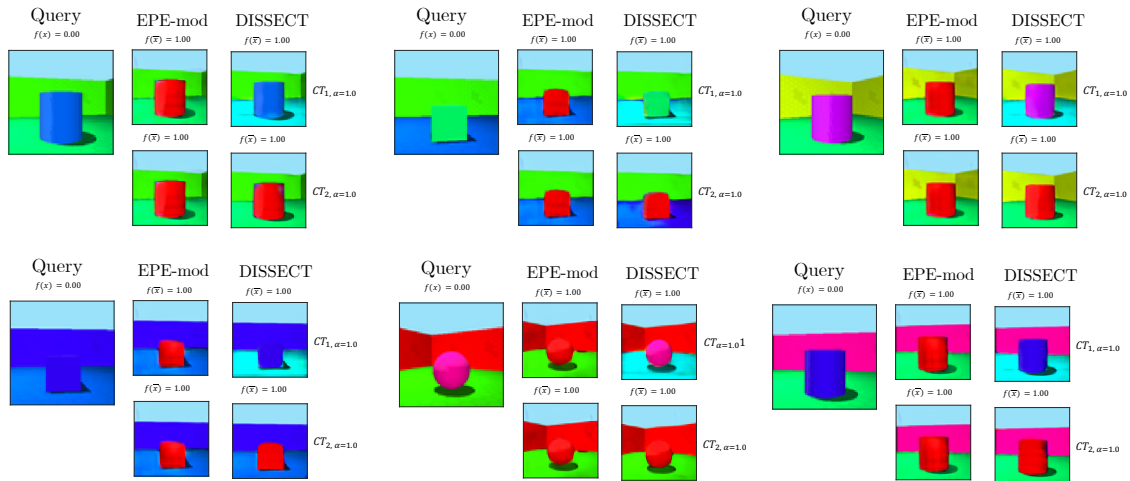 Query EPE-mod DISSECT
f(x) = 0.00 f(x̅) = 1.00 f(x̅) = 1.00
CT1, α=1.0
f(x̅) = 1.00 f(x̅) = 1.00
CT2, α=1.0
Query EPE-mod DISSECT
f(x) = 0.00 f(x̅) = 1.00 f(x̅) = 1.00
CT1, α=1.0
f(x̅) = 1.00 f(x̅) = 1.00
CT2, α=1.0
Query EPE-mod DISSECT
f(x) = 0.00 f(x̅) = 1.00 f(x̅) = 1.00
CT1, α=1.0
f(x̅) = 1.00 f(x̅) = 1.00
CT2, α=1.0
Query EPE-mod DISSECT
f(x) = 0.00 f(x̅) = 1.00 f(x̅) = 1.00
CT1, α=1.0
f(x̅) = 1.00 f(x̅) = 1.00
CT2, α=1.0
Query EPE-mod DISSECT
f(x) = 0.00 f(x̅) = 1.00 f(x̅) = 1.00
CTα=1.01
f(x̅) = 1.00 f(x̅) = 1.00
CT2, α=1.0
Query EPE-mod DISSECT
f(x) = 0.00 f(x̅) = 1.00 f(x̅) = 1.00
CT1, α=1.0
f(x̅) = 1.00 f(x̅) = 1.00
CT2, α=1.0